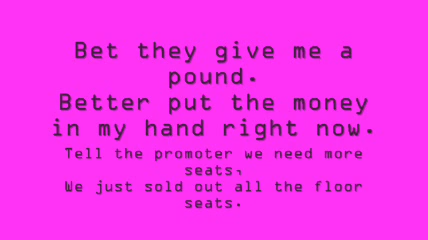 Bet they give me a
pound.
Better put the money
in my hand right now.
Tell the promoter we need more
seats,
We just sold out all the floor
seats.